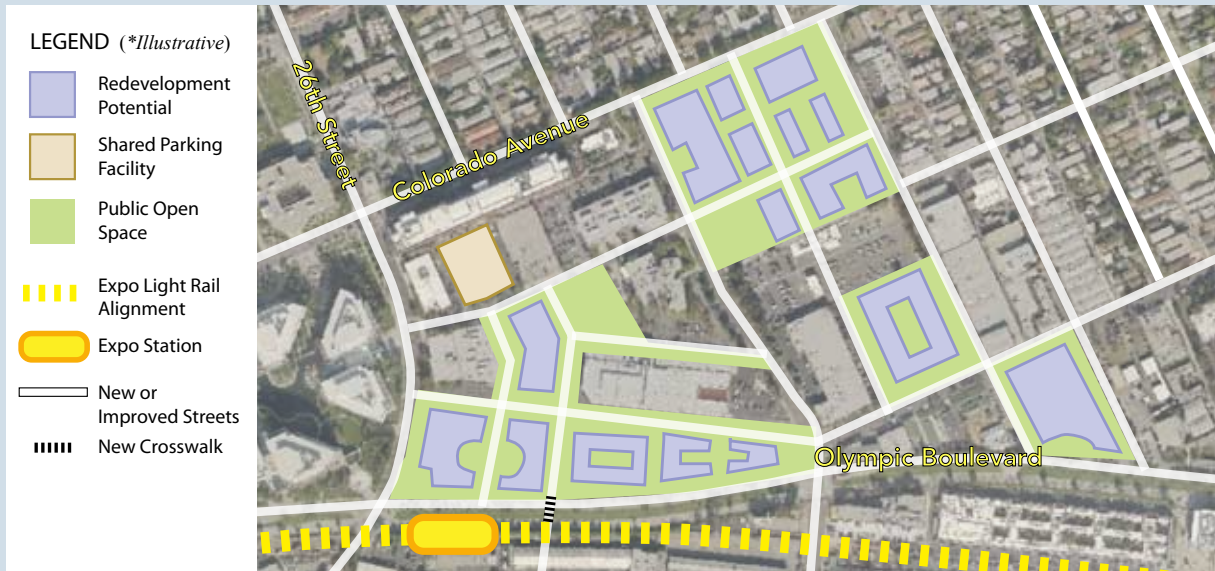 LEGEND (*Illustrative)
Redevelopment
Potential
Shared Parking
Facility
Public Open
Space
Expo Light Rail
Alignment
Expo Station
New or
Improved Streets
New Crosswalk
26th Street
Colorado Avenue
Olympic Boulevard